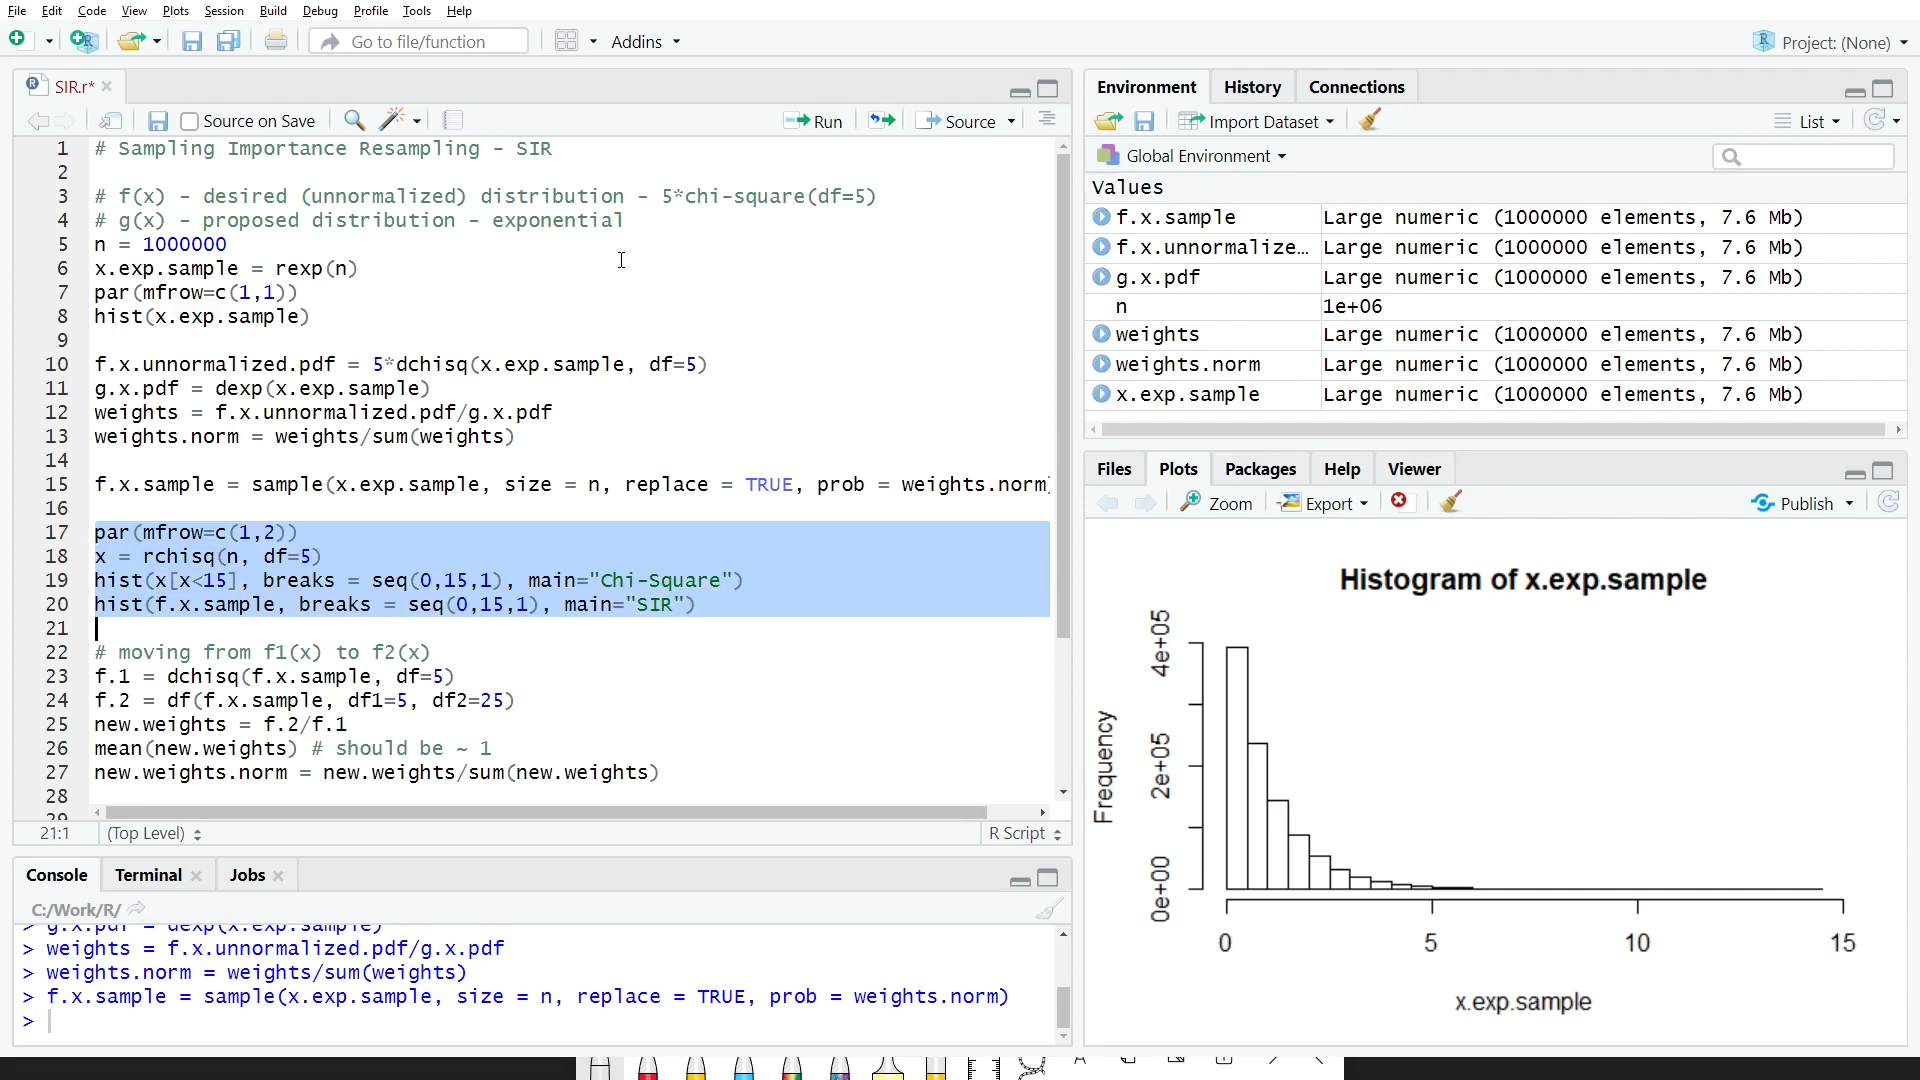 File Edit Code View Plots Session Build Debug Profile Tools Help
Go to file/function Addins Project: (None)
SIR.r*
Source on Save Run Source
1 # Sampling Importance Resampling - SIR
2
3 # f(x) - desired (unnormalized) distribution - 5*chi-square(df=5)
4 # g(x) - proposed distribution - exponential
5 n = 1000000
6 x.exp.sample = rexp(n)
7 par(mfrow=c(1,1))
8 hist(x.exp.sample)
9
10 f.x.unnormalized.pdf = 5*dchisq(x.exp.sample, df=5)
11 g.x.pdf = dexp(x.exp.sample)
12 weights = f.x.unnormalized.pdf/g.x.pdf
13 weights.norm = weights/sum(weights)
14
15 f.x.sample = sample(x.exp.sample, size = n, replace = TRUE, prob = weights.norm)
16
17 par(mfrow=c(1,2))
18 x = rchisq(n, df=5)
19 hist(x[x<15], breaks = seq(0,15,1), main="Chi-Square")
20 hist(f.x.sample, breaks = seq(0,15,1), main="SIR")
21
22 # moving from f1(x) to f2(x)
23 f.1 = dchisq(f.x.sample, df=5)
24 f.2 = df(f.x.sample, df1=5, df2=25)
25 new.weights = f.2/f.1
26 mean(new.weights) # should be ~ 1
27 new.weights.norm = new.weights/sum(new.weights)
28
29
21:1 (Top Level) R Script
Console Terminal Jobs
C:/Work/R/
> g.x.pdf = dexp(x.exp.sample)
> weights = f.x.unnormalized.pdf/g.x.pdf
> weights.norm = weights/sum(weights)
> f.x.sample = sample(x.exp.sample, size = n, replace = TRUE, prob = weights.norm)
>
Environment History Connections
Import Dataset List
Global Environment
Values
f.x.sample Large numeric (1000000 elements, 7.6 Mb)
f.x.unnormalize… Large numeric (1000000 elements, 7.6 Mb)
g.x.pdf Large numeric (1000000 elements, 7.6 Mb)
n 1e+06
weights Large numeric (1000000 elements, 7.6 Mb)
weights.norm Large numeric (1000000 elements, 7.6 Mb)
x.exp.sample Large numeric (1000000 elements, 7.6 Mb)
Files Plots Packages Help Viewer
Zoom Export Publish
Histogram of x.exp.sample
Frequency
4e+05
2e+05
0e+00
0 5 10 15
x.exp.sample